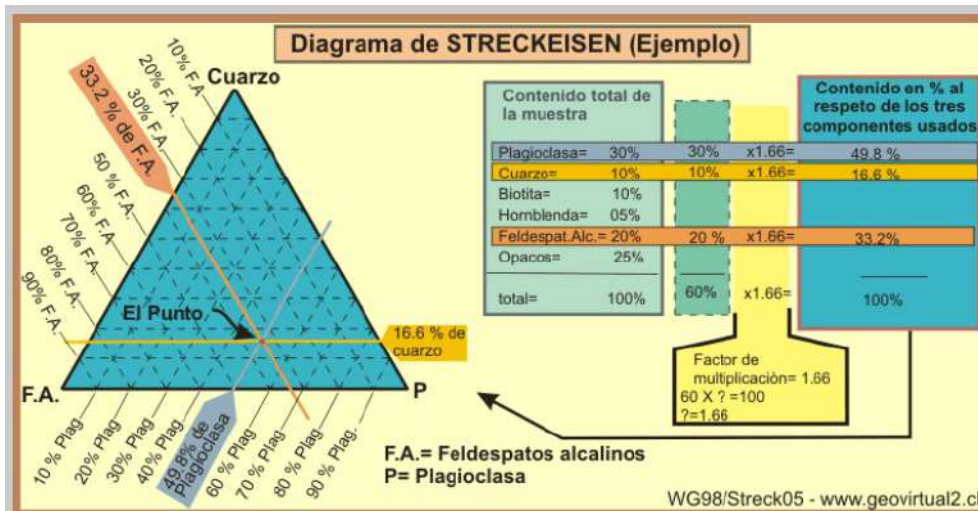 Diagrama de STRECKEISEN (Ejemplo)
Cuarzo
10% F.A
20% F.A.
30% F.A.
33.2 % de F.A.
50 % F.A.
60% F.A
70% F.A.
80% F.A.
90% F.A.
El Punto
16.6 % de
cuarzo
F.A.
P
10 % Plag
20% Plag
30% Plag
40 % Plag
49.8% de
Plagioclasa
60 % Plag
70% Plag
80 % Plag
90% Plag.
F.A.= Feldespatos alcalinos
P= Plagioclasa
Contenido total de
la muestra
Contenido en % al
respeto de los tres
componentes usados
Plagioclasa= 30% 30% x1.66= 49.8 %
Cuarzo= 10% 10% x1.66= 16.6 %
Biotita= 10%
Hornblenda= 05%
Feldespat.Alc.= 20% 20 % x1.66= 33.2%
Opacos= 25%
total= 100% 60% x1.66= 100%
Factor de
multiplicaciòn= 1.66
60 X ? =100
?=1.66
WG98/Streck05 - www.geovirtual2.cl